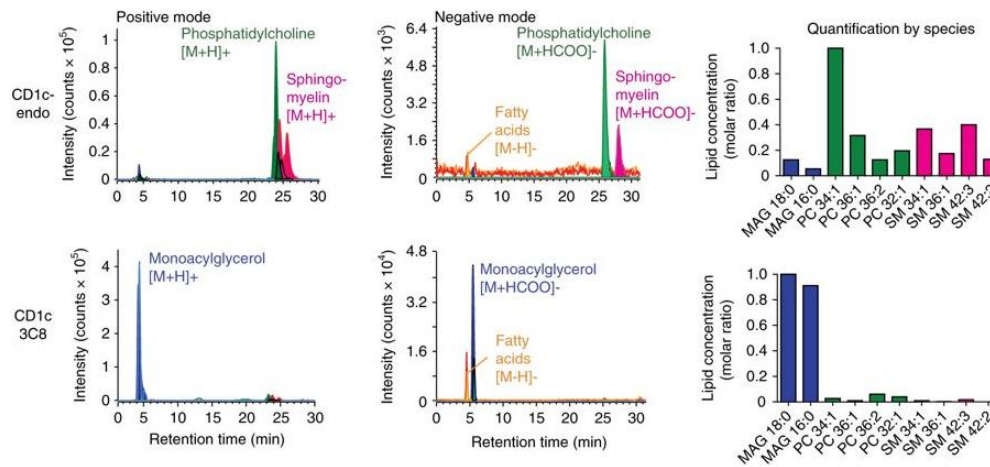 Positive mode
Negative mode
Quantification by species
CD1c-
endo
Intensity (counts × 10⁵)
1
0.8
0.6
0.4
0.2
0
Phosphatidylcholine
[M+H]+
Sphingo-
myelin
[M+H]+
0 5 10 15 20 25 30
Intensity (counts × 10³)
6.4
4.8
3.2
1.6
0
Phosphatidylcholine
[M+HCOO]-
Fatty
acids
[M-H]-
Sphingo-
myelin
[M+HCOO]-
0 5 10 15 20 25 31
Lipid concentration
(molar ratio)
1.0
0.8
0.6
0.4
0.2
0
MAG 18:0
MAG 16:0
PC 34:1
PC 36:1
PC 36:2
PC 32:1
SM 34:1
SM 36:1
SM 42:3
SM 42:2
CD1c
3C8
Intensity (counts × 10⁵)
4
3
2
1
0
Monoacylglycerol
[M+H]+
0 5 10 15 20 25 30
Retention time (min)
Intensity (counts × 10⁴)
4.8
3.2
1.6
0
Monoacylglycerol
[M+HCOO]-
Fatty
acids
[M-H]-
0 5 10 15 20 25 30
Retention time (min)
Lipid concentration
(molar ratio)
1.0
0.8
0.6
0.4
0.2
0.0
MAG 18:0
MAG 16:0
PC 34:1
PC 36:1
PC 36:2
PC 32:1
SM 34:1
SM 36:1
SM 42:3
SM 42:2